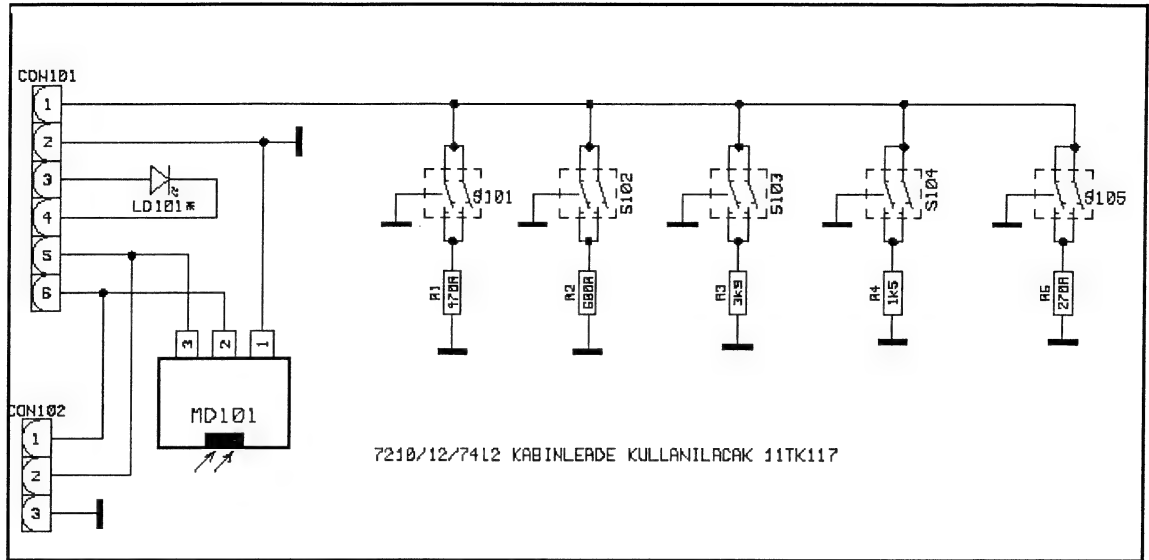 CON101
1
2
3
4
5
6
LD101*
S101
S102
S103
S104
S105
R1
470R
R2
680R
R3
3K9
R4
1K5
R6
270R
3
2
1
MD101
CON102
1
2
3
7210/12/7412 KABINLERDE KULLANILACAK 11TK117